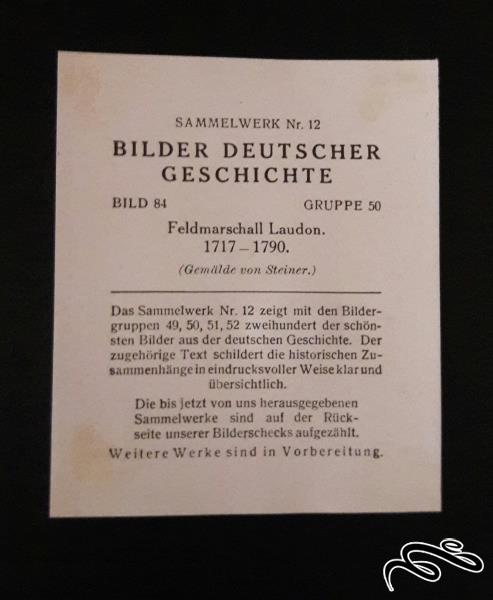 SAMMELWERK Nr. 12
BILDER DEUTSCHER
GESCHICHTE
BILD 84 GRUPPE 50
Feldmarschall Laudon.
1717 – 1790.
(Gemälde von Steiner.)
Das Sammelwerk Nr. 12 zeigt mit den Bilder-
gruppen 49, 50, 51, 52 zweihundert der schön-
sten Bilder aus der deutschen Geschichte. Der
zugehörige Text schildert die historischen Zu-
sammenhänge in eindrucksvoller Weise klar und
übersichtlich.
Die bis jetzt von uns herausgegebenen
Sammelwerke sind auf der Rück-
seite unserer Bilderschecks aufgezählt.
Weitere Werke sind in Vorbereitung.